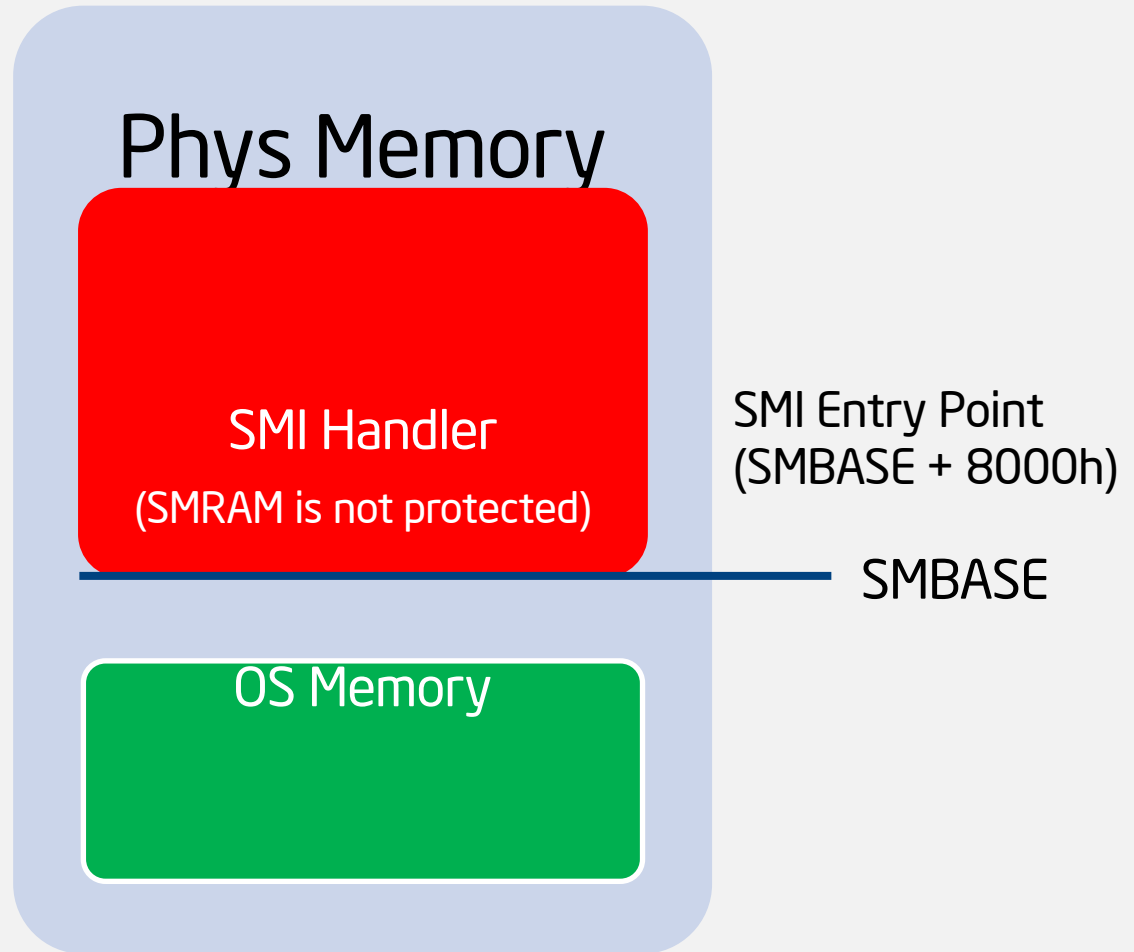 Phys Memory
SMI Handler
(SMRAM is not protected)
SMI Entry Point
(SMBASE + 8000h)
SMBASE
OS Memory